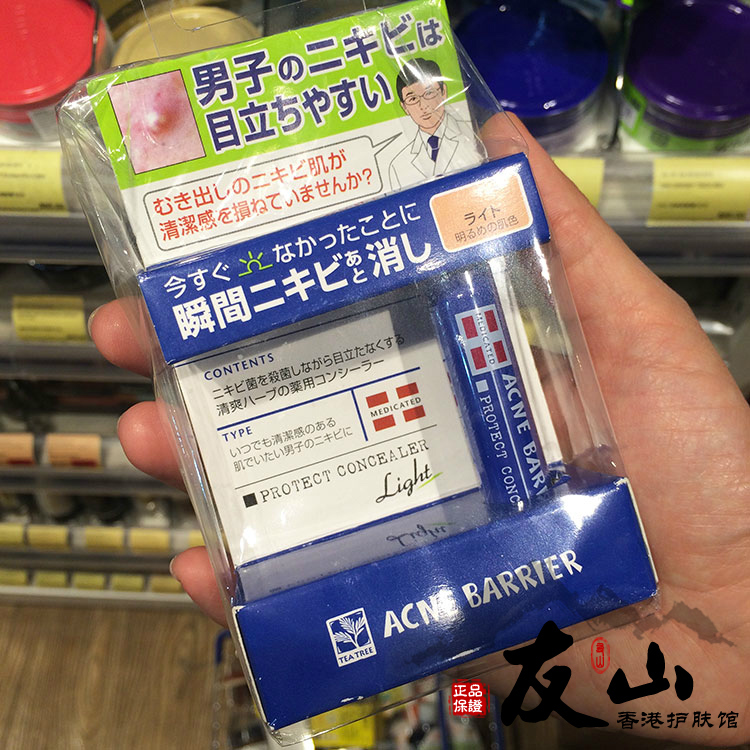 男子のニキビは
目立ちやすい
むき出しのニキビ肌が
清潔感を損ねていませんか?
ライト
明るめの肌色
今すぐ なかったことに
瞬間ニキビあと消し
CONTENTS
ニキビ菌を殺菌しながら目立たなくする
清爽ハーブの薬用コンシーラー
MEDICATED
TYPE
いつでも清潔感のある
肌でいたい男子のニキビに
PROTECT CONCEALER
Light
MEDICATED
ACNE BARRIER
PROTECT CONCE
Light
TEA TREE
ACNE BARRIER
正品
保證
友山
香港护肤馆